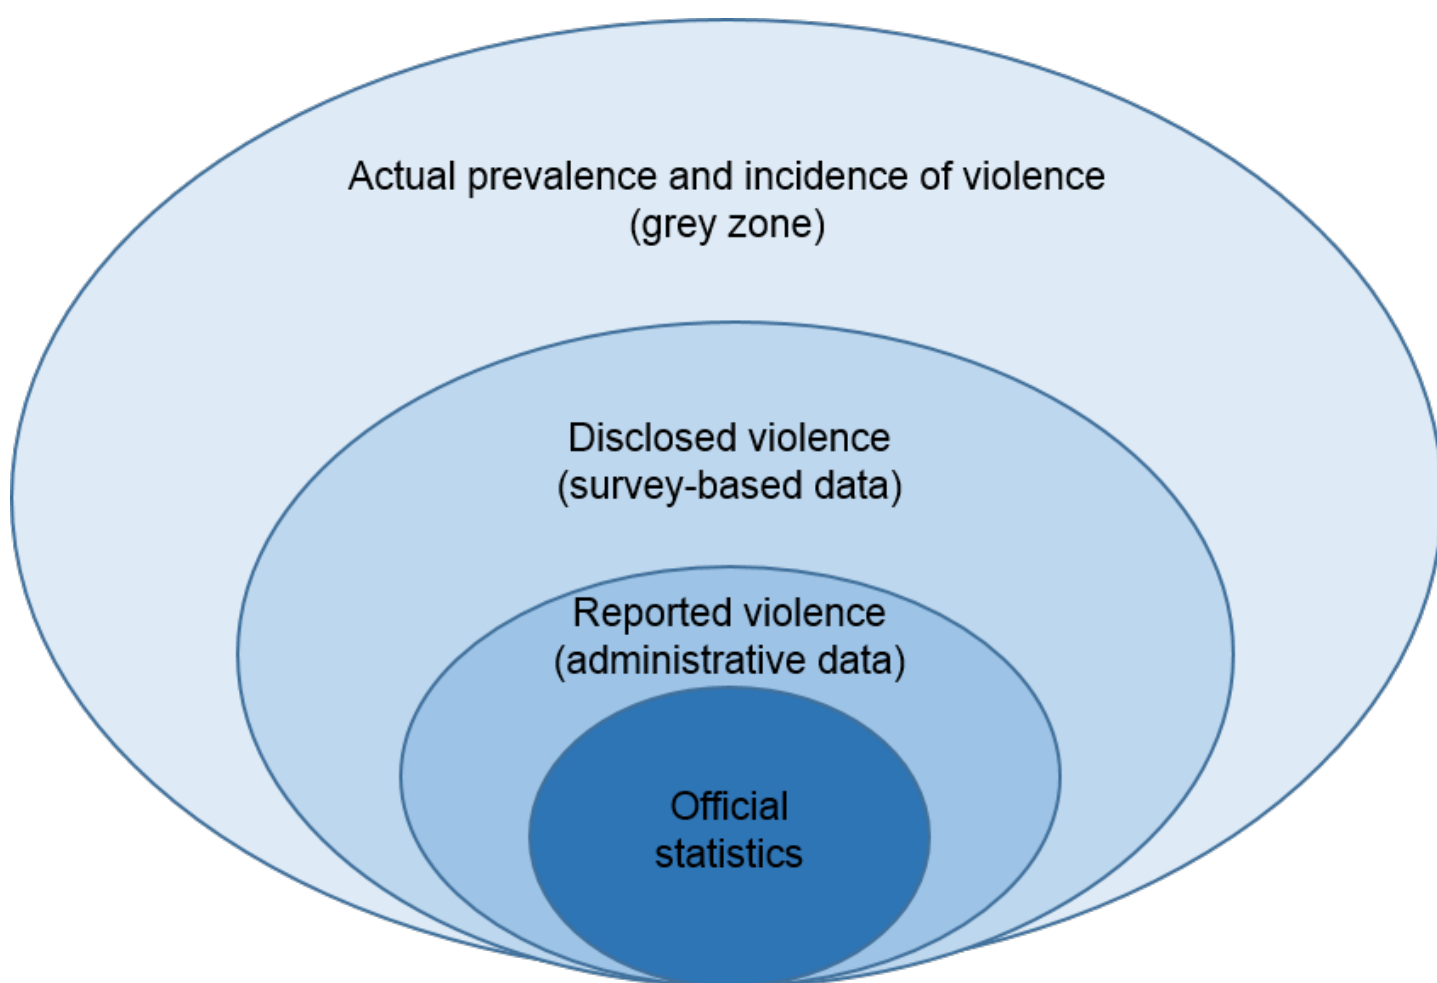 Actual prevalence and incidence of violence
(grey zone)
Disclosed violence
(survey-based data)
Reported violence
(administrative data)
Official
statistics